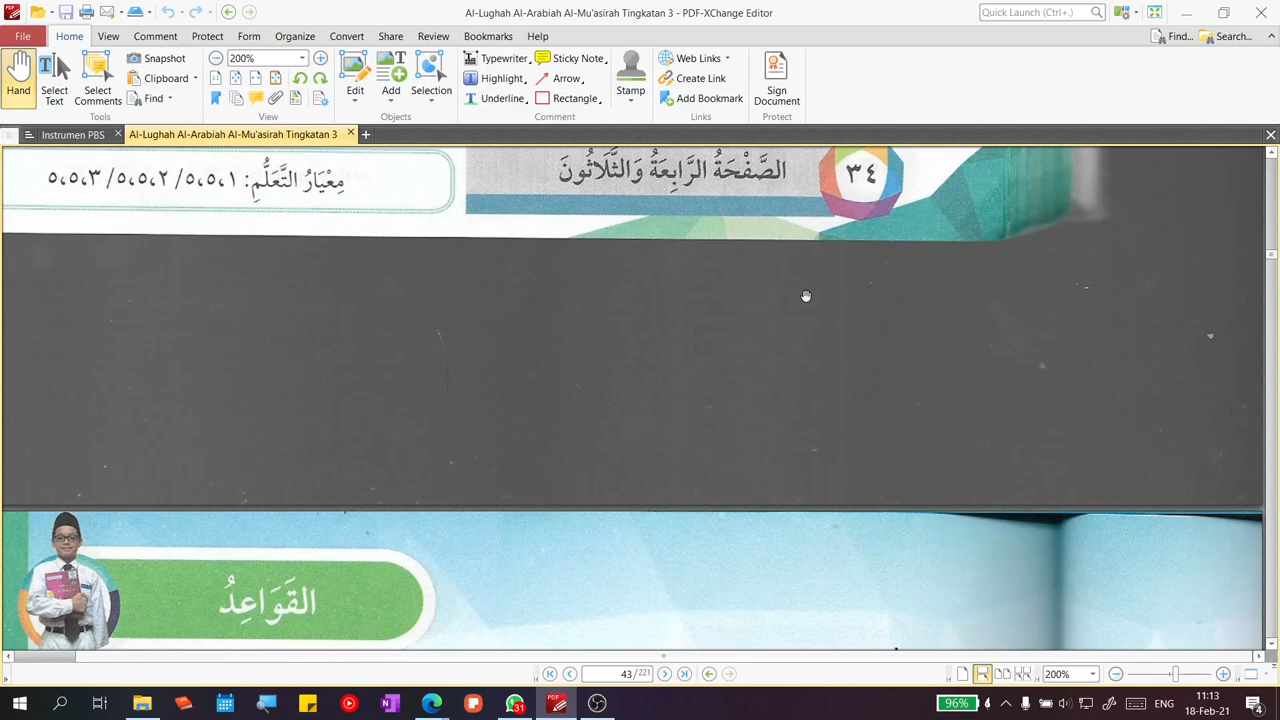 Al-Lughah Al-Arabiah Al-Mu'asirah Tingkatan 3 - PDF-XChange Editor
Quick Launch (Ctrl+.)
File Home View Comment Protect Form Organize Convert Share Review Bookmarks Help
Find... Search...
Hand
Select Text
Select Comments
Snapshot
Clipboard
Find
Tools
200%
View
Edit
Add
Selection
Objects
Typewriter
Highlight
Underline
Sticky Note
Arrow
Rectangle
Comment
Stamp
Web Links
Create Link
Add Bookmark
Links
Sign Document
Protect
Instrumen PBS
Al-Lughah Al-Arabiah Al-Mu'asirah Tingkatan 3
٣٤
الصَّفْحَةُ الرَّابِعَةُ وَالثَّلَاثُونَ
مِعْيَارُ التَّعَلُّمِ: ٥،٥،١/ ٥،٥،٢/ ٥،٥،٣
القَوَاعِدُ
43 /221
200%
31
96%
ENG
11:13
18-Feb-21
4